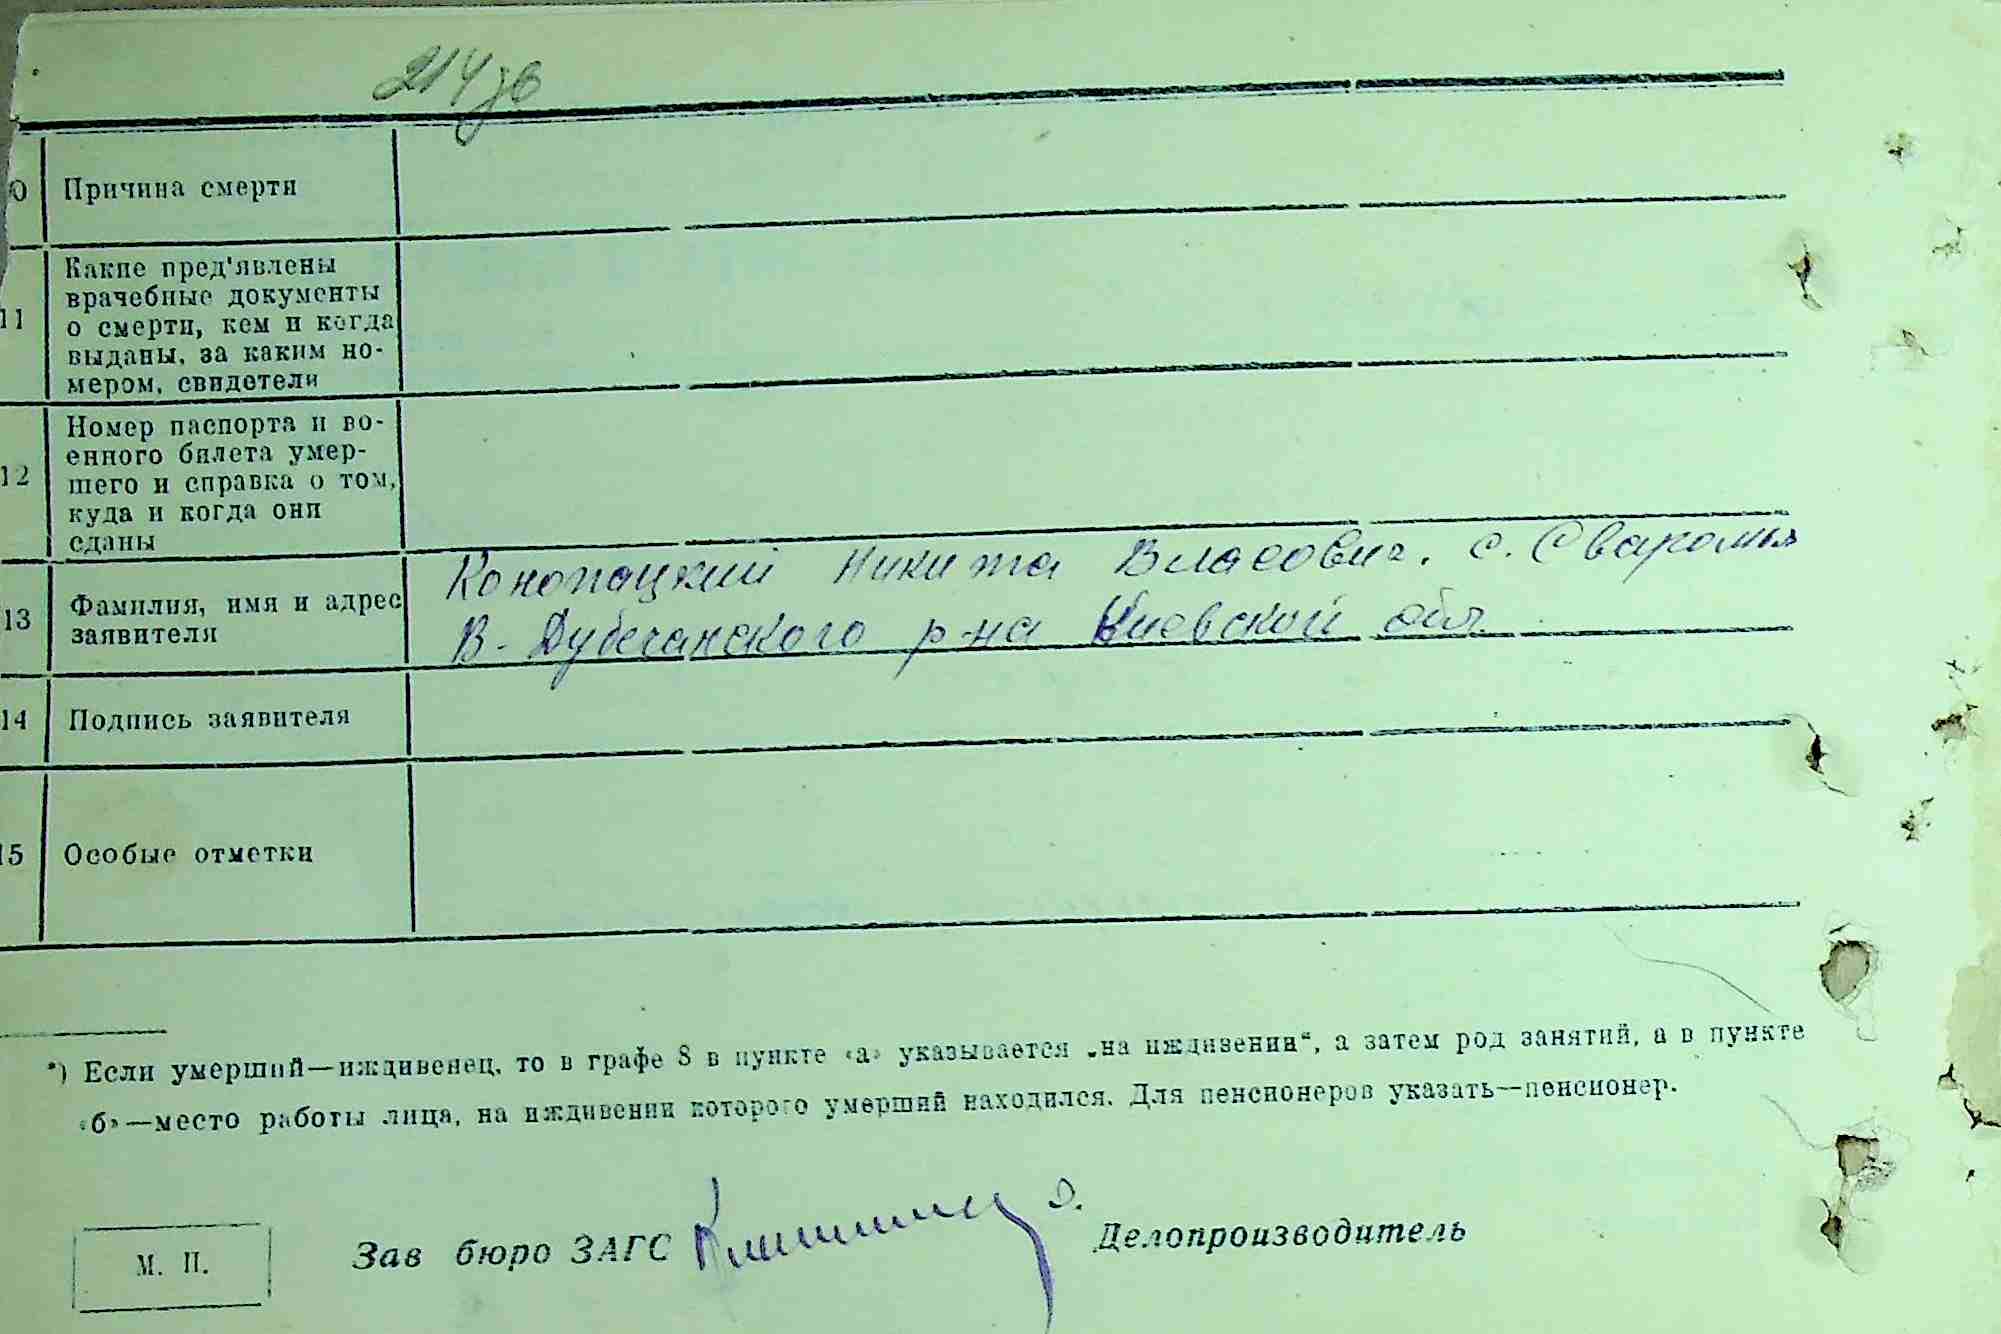 0 Причина смерти
11 Какие пред'явлены
врачебные документы
о смерти, кем и когда
выданы, за каким но-
мером, свидетели
12 Номер паспорта и во-
енного билета умер-
шего и справка о том,
куда и когда они
сданы
13 Фамилия, имя и адрес
заявителя
Конопацкий Никита Власович. с. Сваромья
В-Дубечанского р-на Киевской обл
14 Подпись заявителя
15 Особые отметки
*) Если умерший—иждивенец, то в графе 8 в пункте «а» указывается „на иждивении“, а затем род занятий, а в пункте
«б»—место работы лица, на иждивении которого умерший находился. Для пенсионеров указать—пенсионер.
М. П. Зав бюро ЗАГС Делопроизводитель